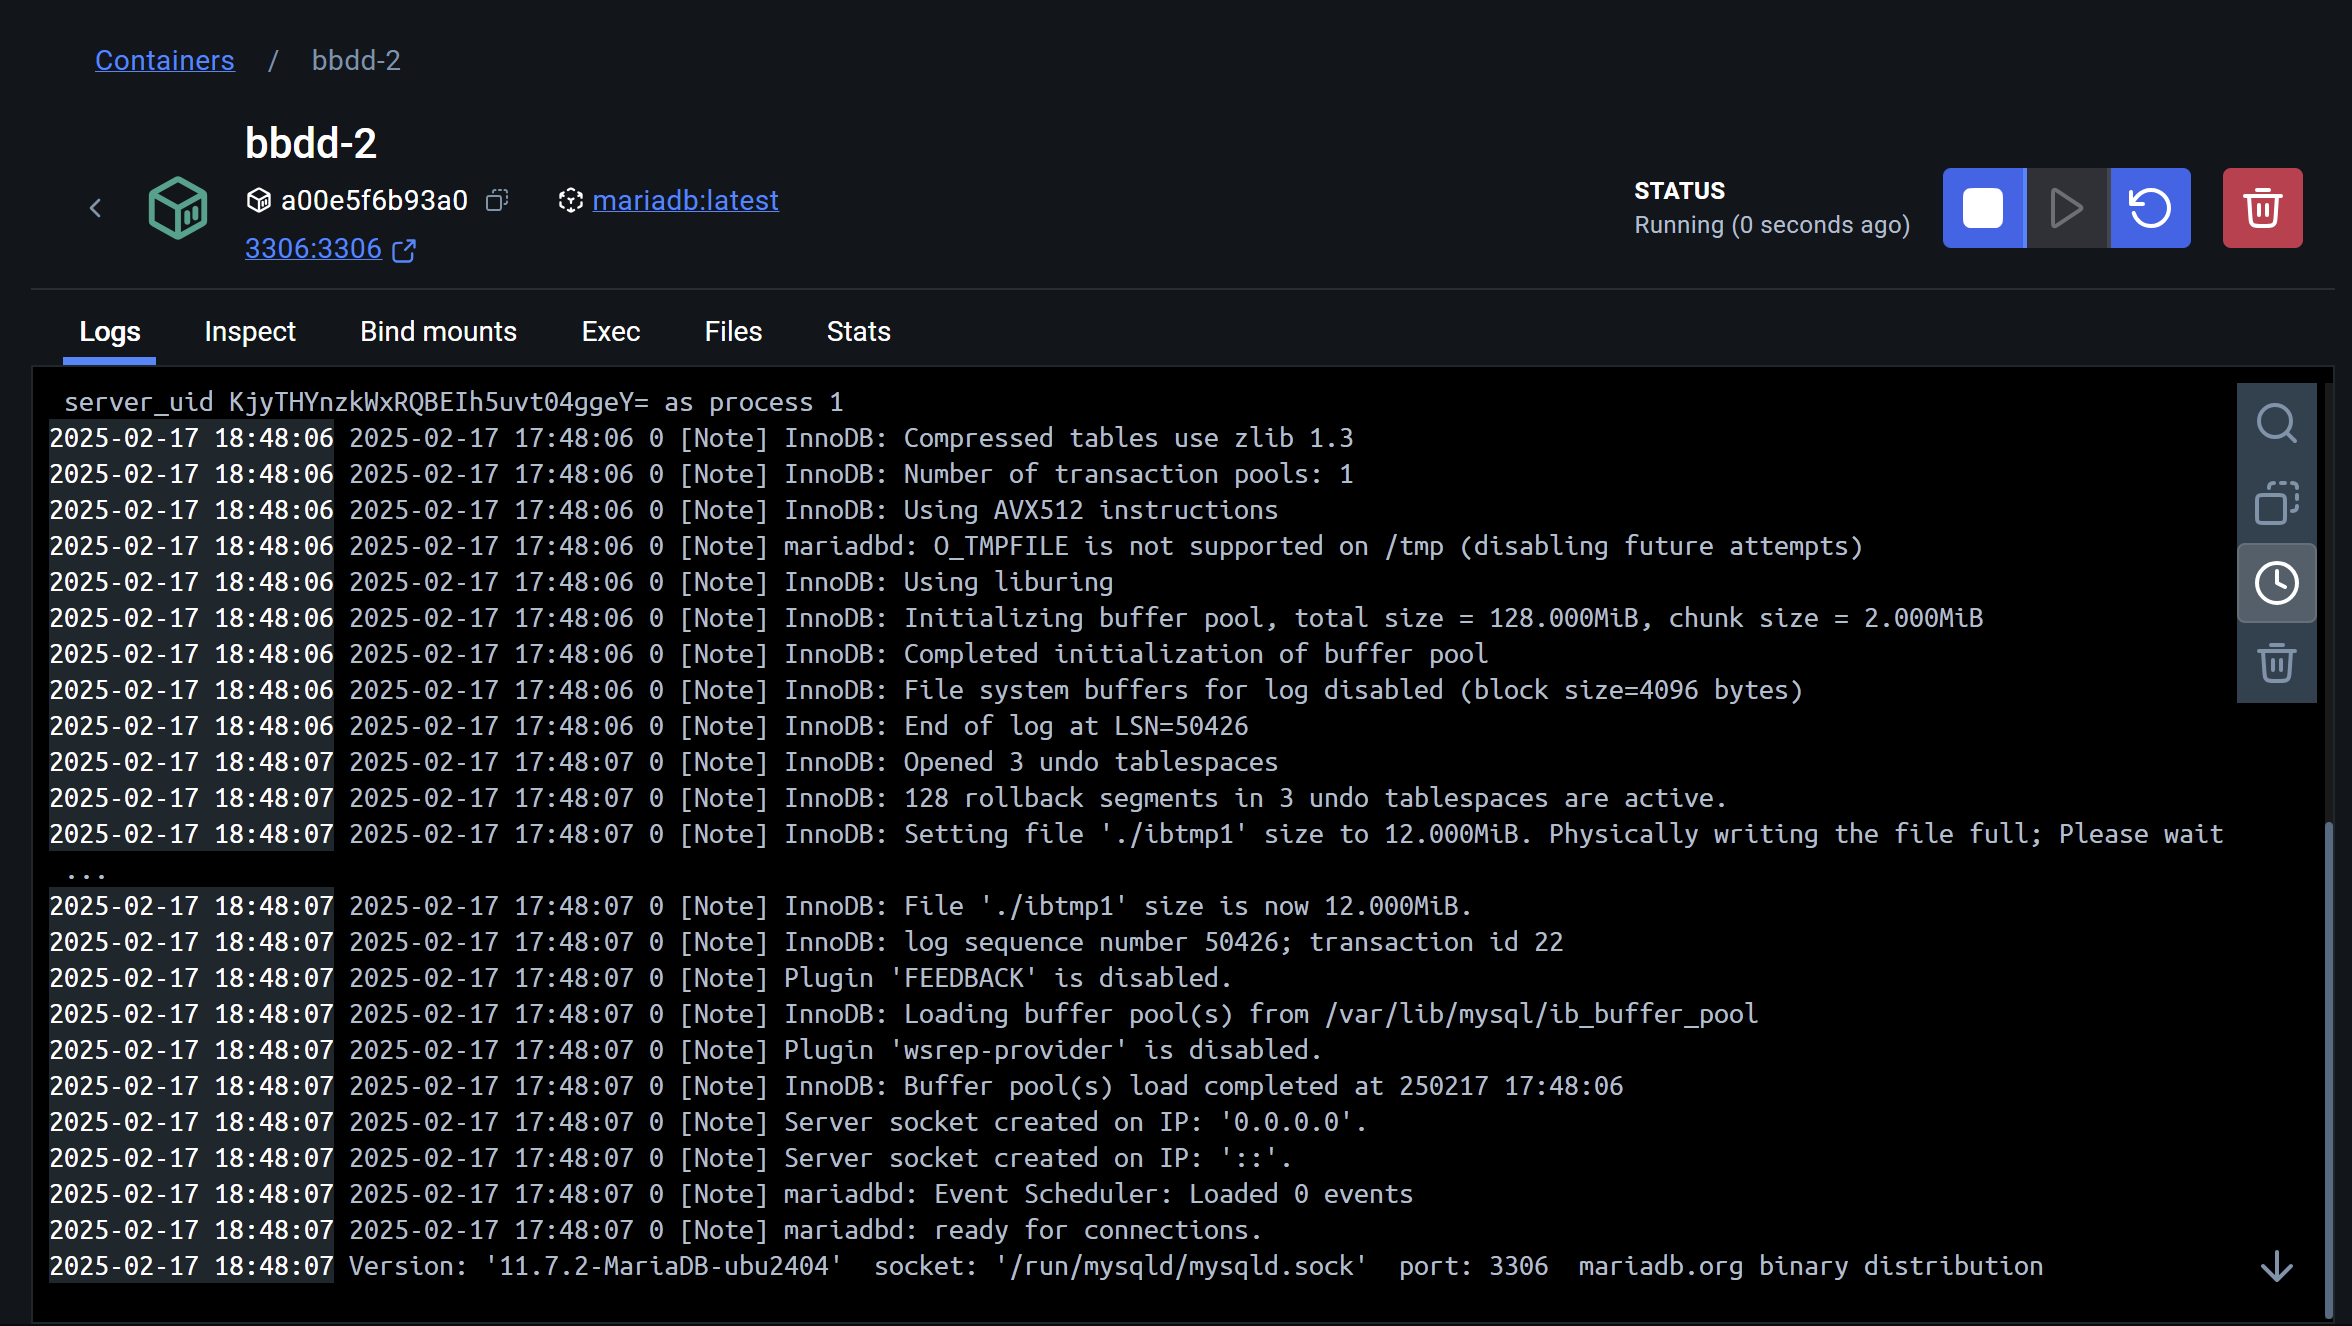 Containers / bbdd-2
bbdd-2
a00e5f6b93a0 mariadb:latest
3306:3306
STATUS
Running (0 seconds ago)
Logs Inspect Bind mounts Exec Files Stats
server_uid KjyTHYnzkWxRQBEIh5uvt04ggeY= as process 1
2025-02-17 18:48:06 2025-02-17 17:48:06 0 [Note] InnoDB: Compressed tables use zlib 1.3
2025-02-17 18:48:06 2025-02-17 17:48:06 0 [Note] InnoDB: Number of transaction pools: 1
2025-02-17 18:48:06 2025-02-17 17:48:06 0 [Note] InnoDB: Using AVX512 instructions
2025-02-17 18:48:06 2025-02-17 17:48:06 0 [Note] mariadbd: O_TMPFILE is not supported on /tmp (disabling future attempts)
2025-02-17 18:48:06 2025-02-17 17:48:06 0 [Note] InnoDB: Using liburing
2025-02-17 18:48:06 2025-02-17 17:48:06 0 [Note] InnoDB: Initializing buffer pool, total size = 128.000MiB, chunk size = 2.000MiB
2025-02-17 18:48:06 2025-02-17 17:48:06 0 [Note] InnoDB: Completed initialization of buffer pool
2025-02-17 18:48:06 2025-02-17 17:48:06 0 [Note] InnoDB: File system buffers for log disabled (block size=4096 bytes)
2025-02-17 18:48:06 2025-02-17 17:48:06 0 [Note] InnoDB: End of log at LSN=50426
2025-02-17 18:48:07 2025-02-17 17:48:07 0 [Note] InnoDB: Opened 3 undo tablespaces
2025-02-17 18:48:07 2025-02-17 17:48:07 0 [Note] InnoDB: 128 rollback segments in 3 undo tablespaces are active.
2025-02-17 18:48:07 2025-02-17 17:48:07 0 [Note] InnoDB: Setting file './ibtmp1' size to 12.000MiB. Physically writing the file full; Please wait
...
2025-02-17 18:48:07 2025-02-17 17:48:07 0 [Note] InnoDB: File './ibtmp1' size is now 12.000MiB.
2025-02-17 18:48:07 2025-02-17 17:48:07 0 [Note] InnoDB: log sequence number 50426; transaction id 22
2025-02-17 18:48:07 2025-02-17 17:48:07 0 [Note] Plugin 'FEEDBACK' is disabled.
2025-02-17 18:48:07 2025-02-17 17:48:07 0 [Note] InnoDB: Loading buffer pool(s) from /var/lib/mysql/ib_buffer_pool
2025-02-17 18:48:07 2025-02-17 17:48:07 0 [Note] Plugin 'wsrep-provider' is disabled.
2025-02-17 18:48:07 2025-02-17 17:48:07 0 [Note] InnoDB: Buffer pool(s) load completed at 250217 17:48:06
2025-02-17 18:48:07 2025-02-17 17:48:07 0 [Note] Server socket created on IP: '0.0.0.0'.
2025-02-17 18:48:07 2025-02-17 17:48:07 0 [Note] Server socket created on IP: '::'.
2025-02-17 18:48:07 2025-02-17 17:48:07 0 [Note] mariadbd: Event Scheduler: Loaded 0 events
2025-02-17 18:48:07 2025-02-17 17:48:07 0 [Note] mariadbd: ready for connections.
2025-02-17 18:48:07 Version: '11.7.2-MariaDB-ubu2404'  socket: '/run/mysqld/mysqld.sock'  port: 3306  mariadb.org binary distribution